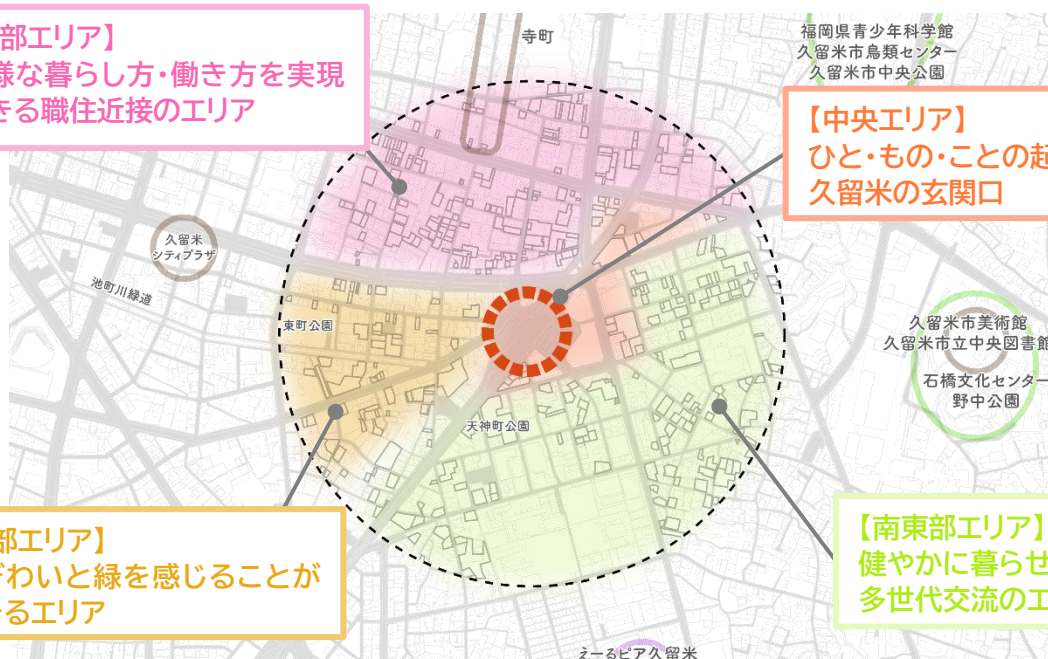 部エリア】
様な暮らし方・働き方を実現
きる職住近接のエリア
寺町
福岡県青少年科学館
久留米市鳥類センター
久留米市中央公園
【中央エリア】
ひと・もの・ことの起
久留米の玄関口
久留米
シティプラザ
池町川緑道
東町公園
久留米市美術館
久留米市立中央図書館
石橋文化センター
野中公園
天神町公園
部エリア】
ぎわいと緑を感じることが
きるエリア
【南東部エリア】
健やかに暮らせ
多世代交流のエ
えーるピア久留米